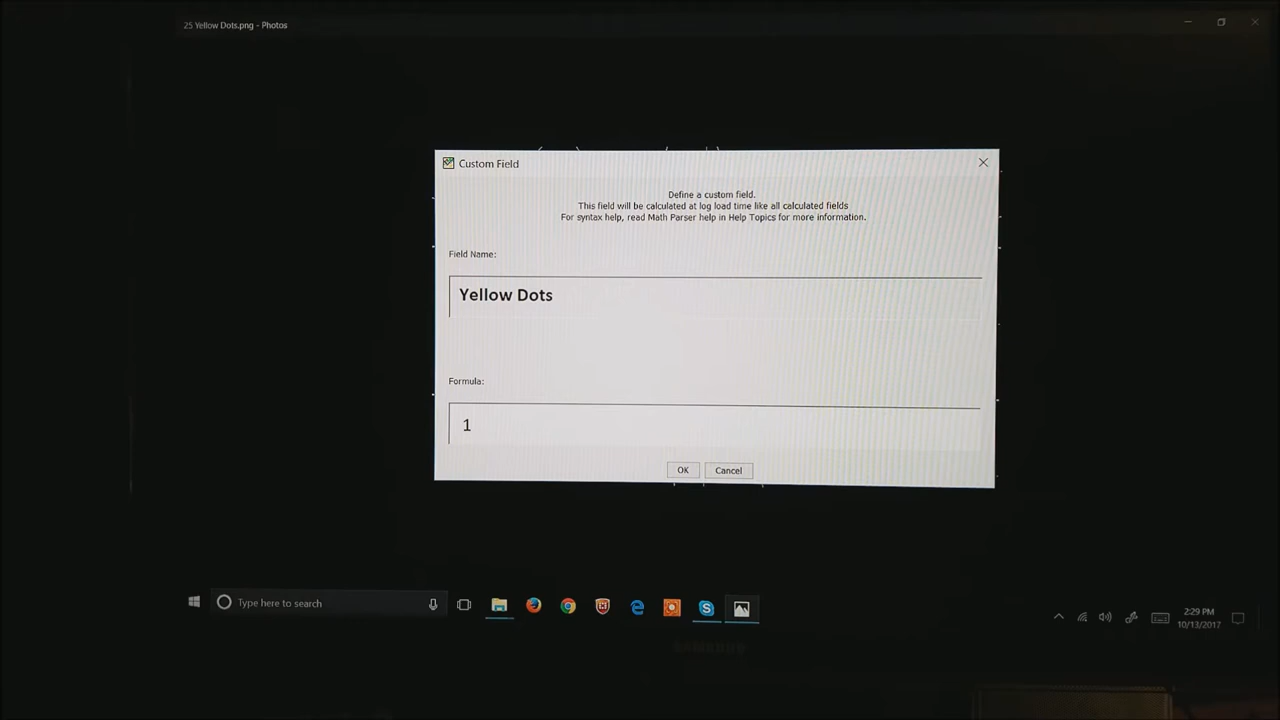 25 Yellow Dots.png - Photos
Custom Field
Define a custom field.
This field will be calculated at log load time like all calculated fields
For syntax help, read Math Parser help in Help Topics for more information.
Field Name:
Yellow Dots
Formula:
1
OK
Cancel
Type here to search
2:29 PM
10/13/2017